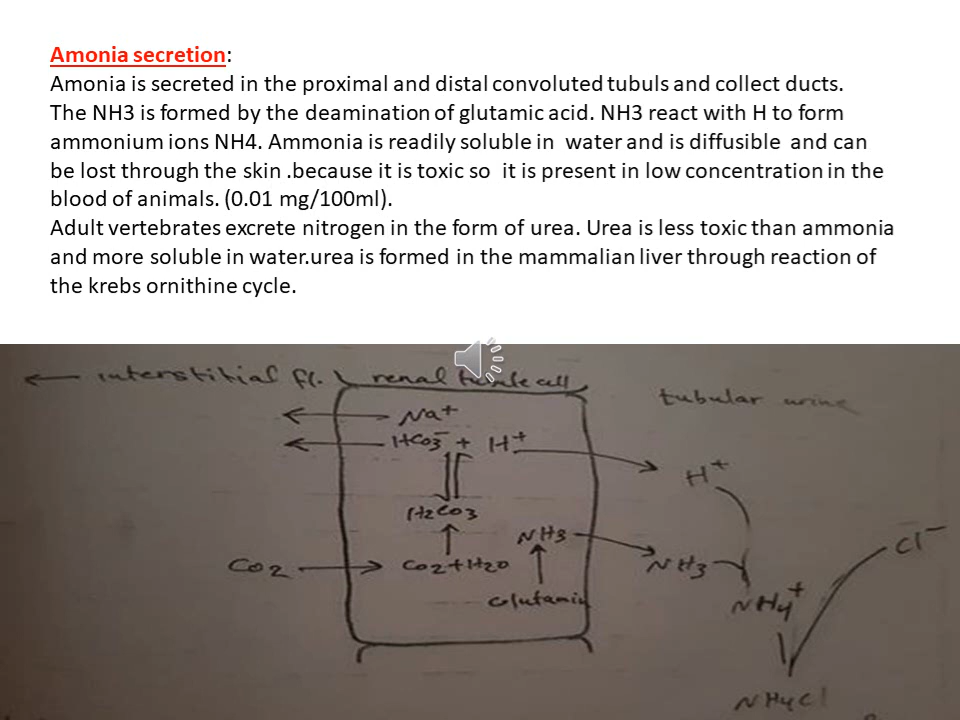 Amonia secretion:
Amonia is secreted in the proximal and distal convoluted tubuls and collect ducts.
The NH3 is formed by the deamination of glutamic acid. NH3 react with H to form
ammonium ions NH4. Ammonia is readily soluble in water and is diffusible and can
be lost through the skin .because it is toxic so it is present in low concentration in the
blood of animals. (0.01 mg/100ml).
Adult vertebrates excrete nitrogen in the form of urea. Urea is less toxic than ammonia
and more soluble in water.urea is formed in the mammalian liver through reaction of
the krebs ornithine cycle.
interstitial fl. renal tubule cell
tubular urine
Na+
HCO3- + H+
H+
H2CO3
NH3
Cl-
CO2 CO2+H2O NH3
Glutamin
NH4+
NH4Cl